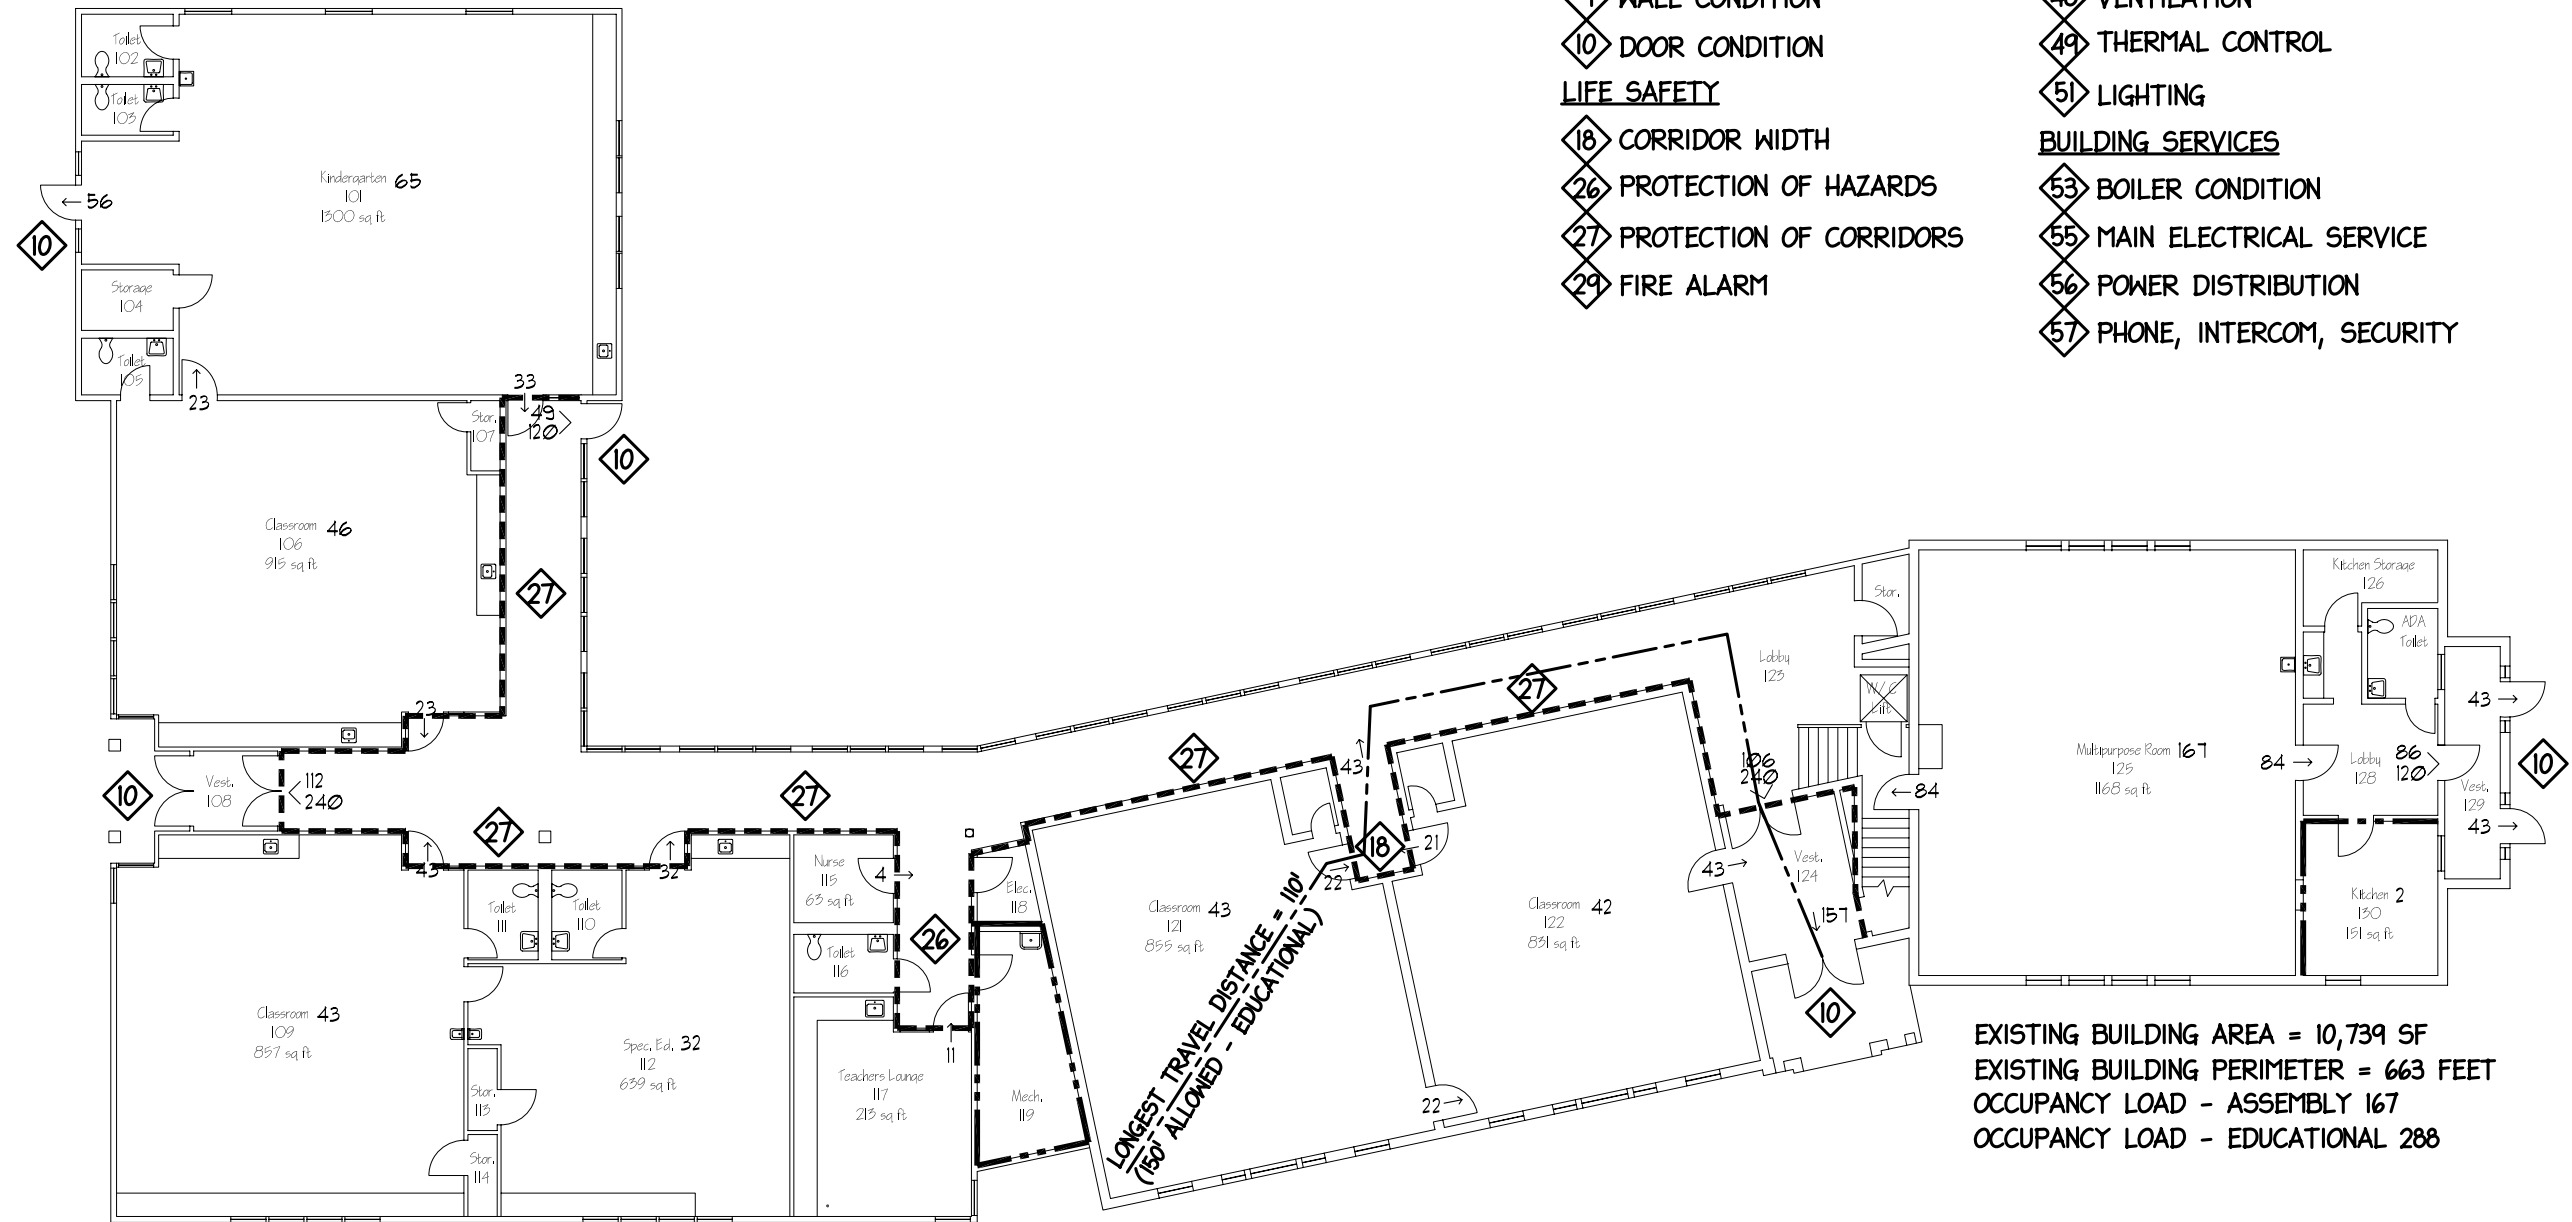 WALL CONDITION
10 DOOR CONDITION
LIFE SAFETY
18 CORRIDOR WIDTH
26 PROTECTION OF HAZARDS
27 PROTECTION OF CORRIDORS
29 FIRE ALARM
VENTILATION
49 THERMAL CONTROL
51 LIGHTING
BUILDING SERVICES
53 BOILER CONDITION
55 MAIN ELECTRICAL SERVICE
56 POWER DISTRIBUTION
57 PHONE, INTERCOM, SECURITY
Toilet
102
Toilet
103
Kindergarten 65
101
1300 sq ft
← 56
10
Storage
104
Toilet
105
23
33
49
120
Stor.
107
10
Classroom 46
106
915 sq ft
27
23
10
Vest.
108
112
240
27
27
43
32
Toilet
111
Toilet
110
Nurse
115
63 sq ft
4
Toilet
116
26
Elec.
118
Classroom 43
109
857 sq ft
Spec. Ed. 32
112
639 sq ft
Stor.
113
Stor.
114
Teachers Lounge
117
213 sq ft
11
Mech.
119
27
Classroom 43
121
855 sq ft
43
22
18
21
LONGEST TRAVEL DISTANCE = 110'
(150' ALLOWED - EDUCATIONAL)
27
Classroom 42
122
831 sq ft
22
Lobby
123
106
240
43
Vest.
124
157
10
Stor.
W/C
Lift
84
Multipurpose Room 167
125
1168 sq ft
84
Kitchen Storage
126
ADA
Toilet
Lobby
128
86
120
43
Vest.
129
43
10
Kitchen 2
130
151 sq ft
EXISTING BUILDING AREA = 10,739 SF
EXISTING BUILDING PERIMETER = 663 FEET
OCCUPANCY LOAD - ASSEMBLY 167
OCCUPANCY LOAD - EDUCATIONAL 288